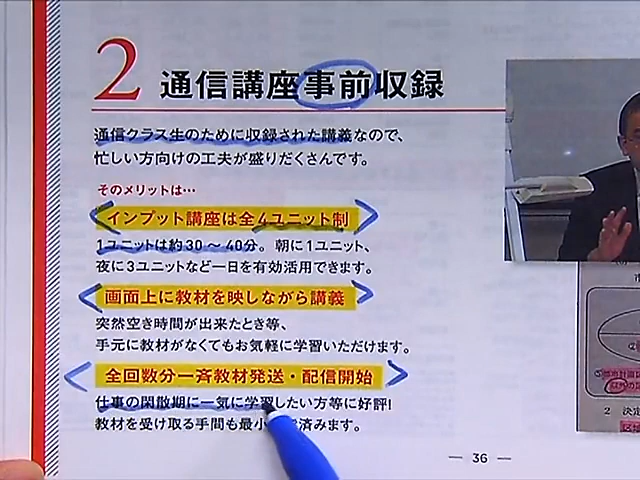 2 通信講座事前収録
通信クラス生のために収録された講義なので、
忙しい方向けの工夫が盛りだくさんです。
そのメリットは…
インプット講座は全4ユニット制
1ユニットは約30～40分。朝に1ユニット、
夜に3ユニットなど一日を有効活用できます。
画面上に教材を映しながら講義
突然空き時間が出来たとき等、
手元に教材がなくてもお気軽に学習いただけます。
全回数分一斉教材発送・配信開始
仕事の閑散期に一気に学習したい方等に好評!
教材を受け取る手間も最小 済みます。
2 決定
— 36 —